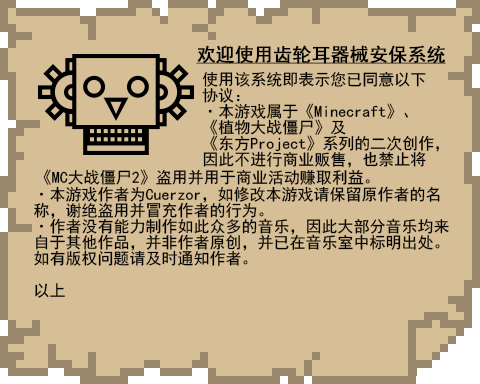 欢迎使用齿轮耳器械安保系统
使用该系统即表示您已同意以下
协议：
·本游戏属于《Minecraft》、
《植物大战僵尸》及
《东方Project》系列的二次创作，
因此不进行商业贩售，也禁止将
《MC大战僵尸2》盗用并用于商业活动赚取利益。
·本游戏作者为Cuerzor，如修改本游戏请保留原作者的名
称，谢绝盗用并冒充作者的行为。
·作者没有能力制作如此众多的音乐，因此大部分音乐均来
自于其他作品，并非作者原创，并已在音乐室中标明出处。
如有版权问题请及时通知作者。
以上